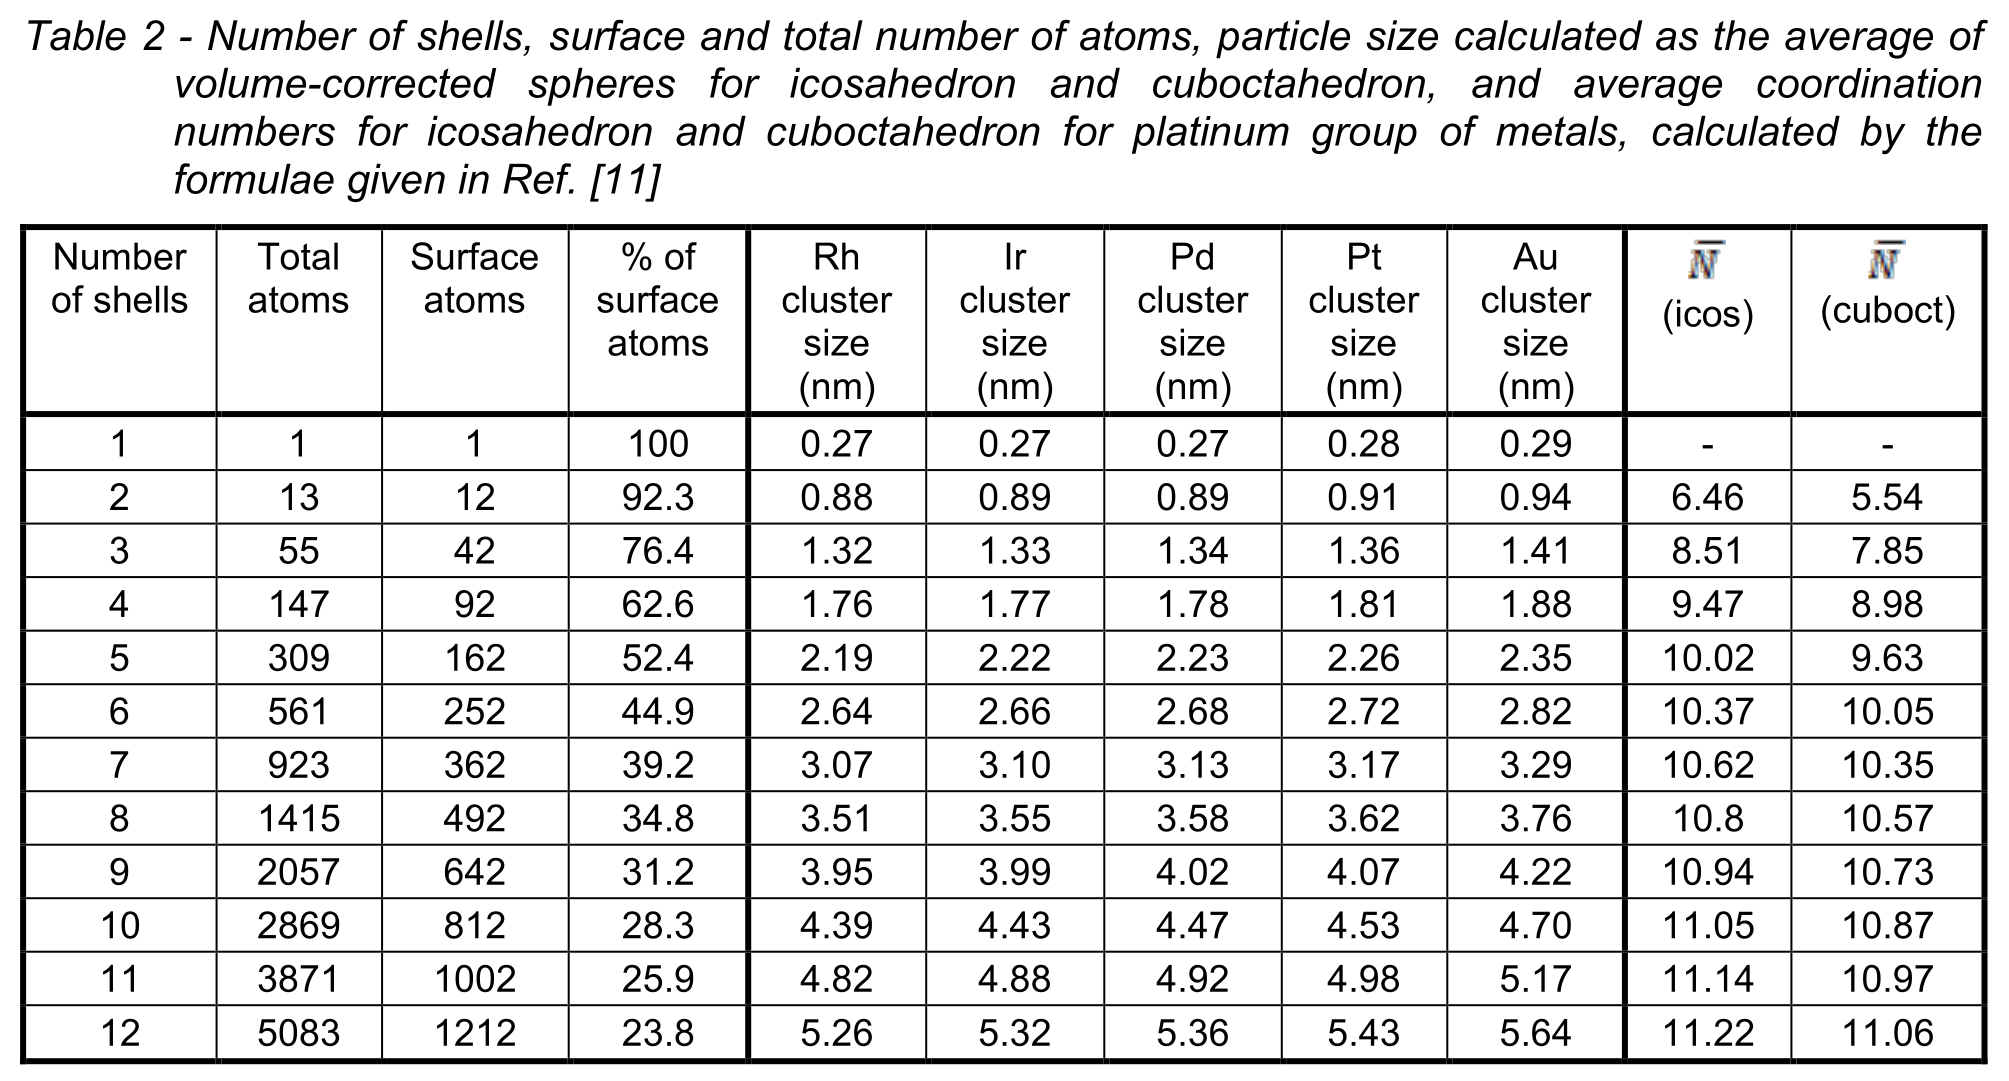 Table 2 - Number of shells, surface and total number of atoms, particle size calculated as the average of
volume-corrected spheres for icosahedron and cuboctahedron, and average coordination
numbers for icosahedron and cuboctahedron for platinum group of metals, calculated by the
formulae given in Ref. [11]
Number of shells Total atoms Surface atoms % of surface atoms Rh cluster size (nm) Ir cluster size (nm) Pd cluster size (nm) Pt cluster size (nm) Au cluster size (nm) N̅ (icos) N̅ (cuboct)
1 1 1 100 0.27 0.27 0.27 0.28 0.29 - -
2 13 12 92.3 0.88 0.89 0.89 0.91 0.94 6.46 5.54
3 55 42 76.4 1.32 1.33 1.34 1.36 1.41 8.51 7.85
4 147 92 62.6 1.76 1.77 1.78 1.81 1.88 9.47 8.98
5 309 162 52.4 2.19 2.22 2.23 2.26 2.35 10.02 9.63
6 561 252 44.9 2.64 2.66 2.68 2.72 2.82 10.37 10.05
7 923 362 39.2 3.07 3.10 3.13 3.17 3.29 10.62 10.35
8 1415 492 34.8 3.51 3.55 3.58 3.62 3.76 10.8 10.57
9 2057 642 31.2 3.95 3.99 4.02 4.07 4.22 10.94 10.73
10 2869 812 28.3 4.39 4.43 4.47 4.53 4.70 11.05 10.87
11 3871 1002 25.9 4.82 4.88 4.92 4.98 5.17 11.14 10.97
12 5083 1212 23.8 5.26 5.32 5.36 5.43 5.64 11.22 11.06